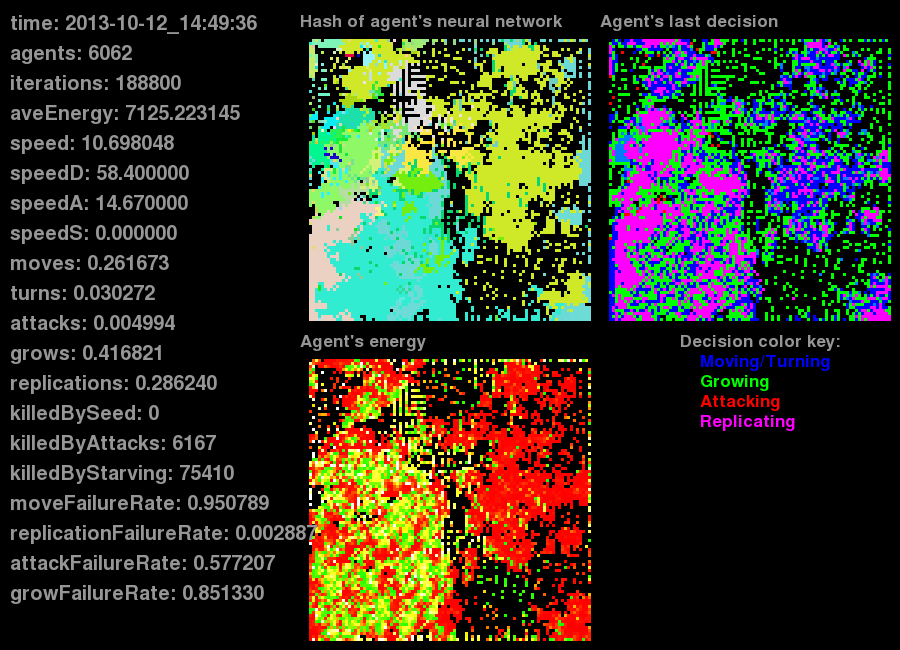 time: 2013-10-12_14:49:36
agents: 6062
iterations: 188800
aveEnergy: 7125.223145
speed: 10.698048
speedD: 58.400000
speedA: 14.670000
speedS: 0.000000
moves: 0.261673
turns: 0.030272
attacks: 0.004994
grows: 0.416821
replications: 0.286240
killedBySeed: 0
killedByAttacks: 6167
killedByStarving: 75410
moveFailureRate: 0.950789
replicationFailureRate: 0.002887
attackFailureRate: 0.577207
growFailureRate: 0.851330
Hash of agent's neural network
Agent's last decision
Agent's energy
Decision color key:
Moving/Turning
Growing
Attacking
Replicating